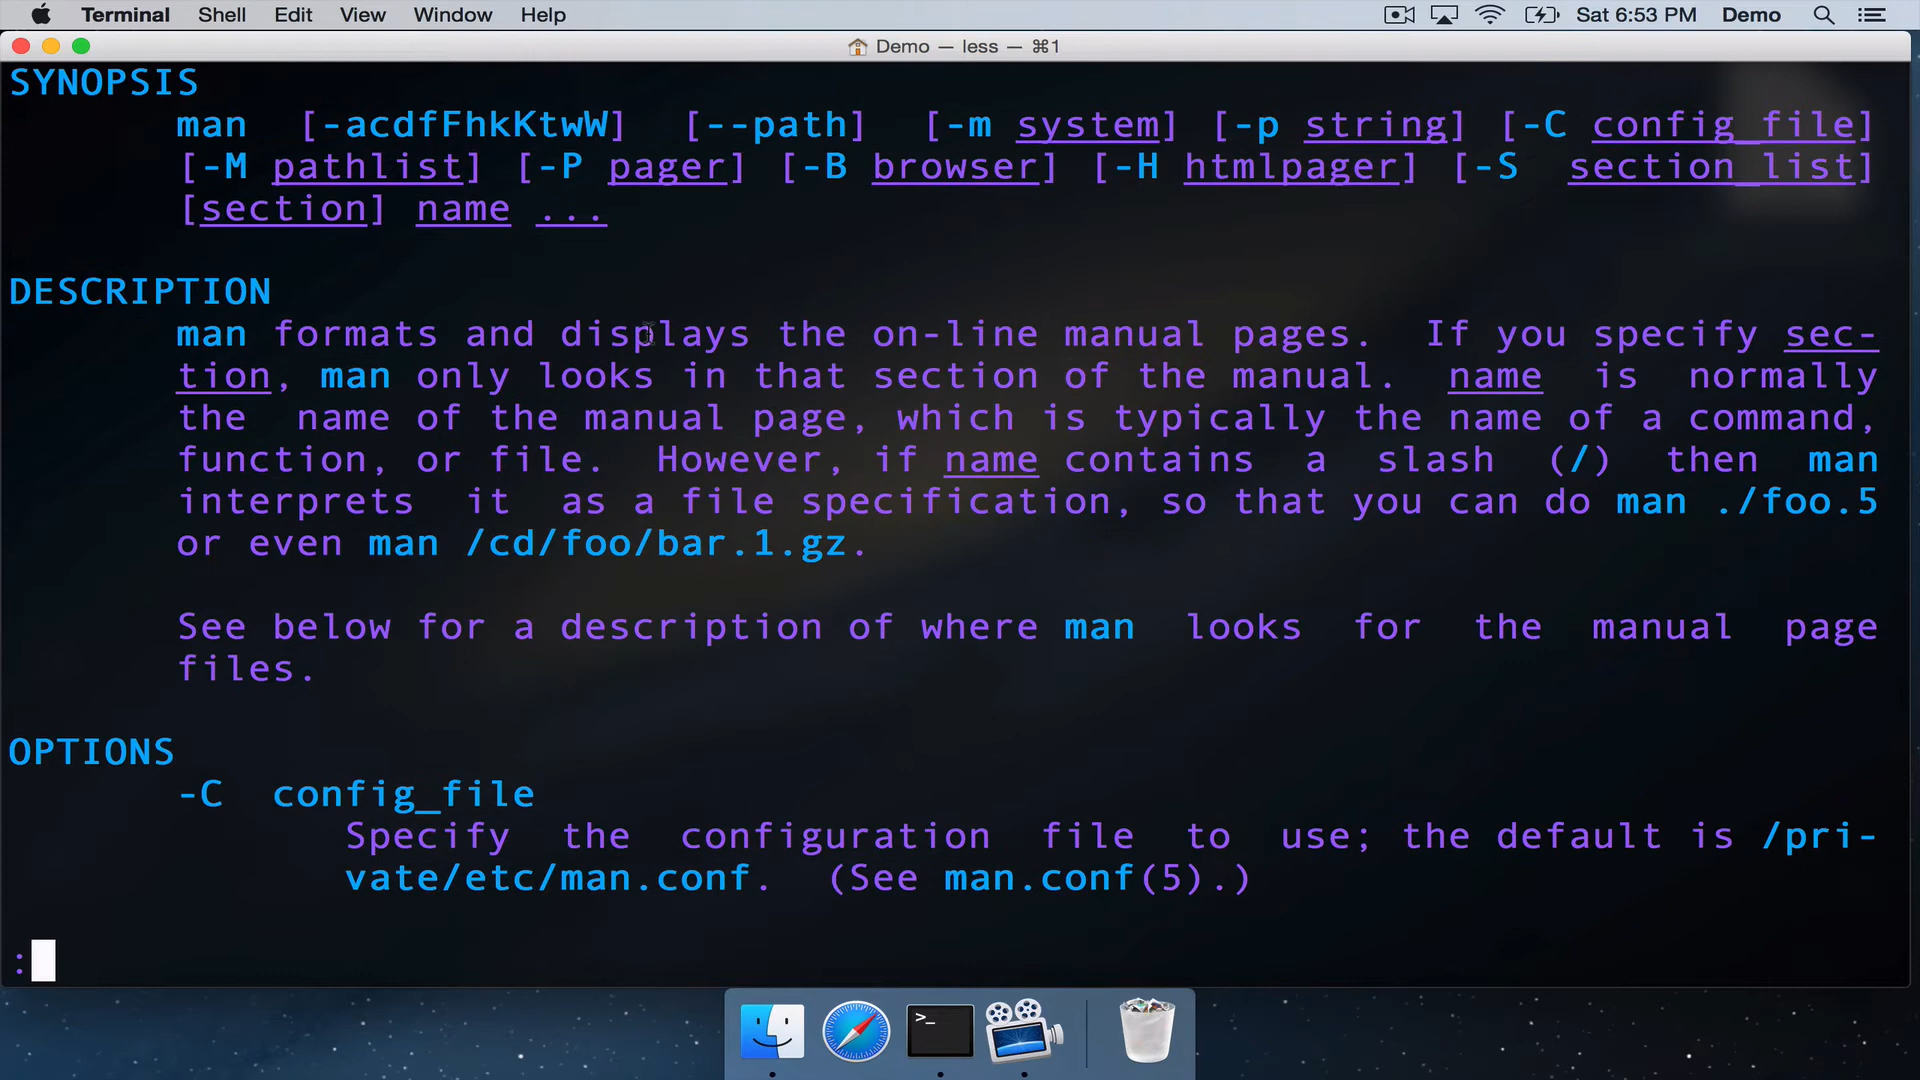 Terminal Shell Edit View Window Help Sat 6:53 PM Demo
Demo — less — ⌘1
SYNOPSIS
man [-acdfFhkKtwW] [--path] [-m system] [-p string] [-C config_file]
[-M pathlist] [-P pager] [-B browser] [-H htmlpager] [-S section_list]
[section] name ...
DESCRIPTION
man formats and displays the on-line manual pages. If you specify sec-
tion, man only looks in that section of the manual. name is normally
the name of the manual page, which is typically the name of a command,
function, or file. However, if name contains a slash (/) then man
interprets it as a file specification, so that you can do man ./foo.5
or even man /cd/foo/bar.1.gz.
See below for a description of where man looks for the manual page
files.
OPTIONS
-C config_file
Specify the configuration file to use; the default is /pri-
vate/etc/man.conf. (See man.conf(5).)
:
>_